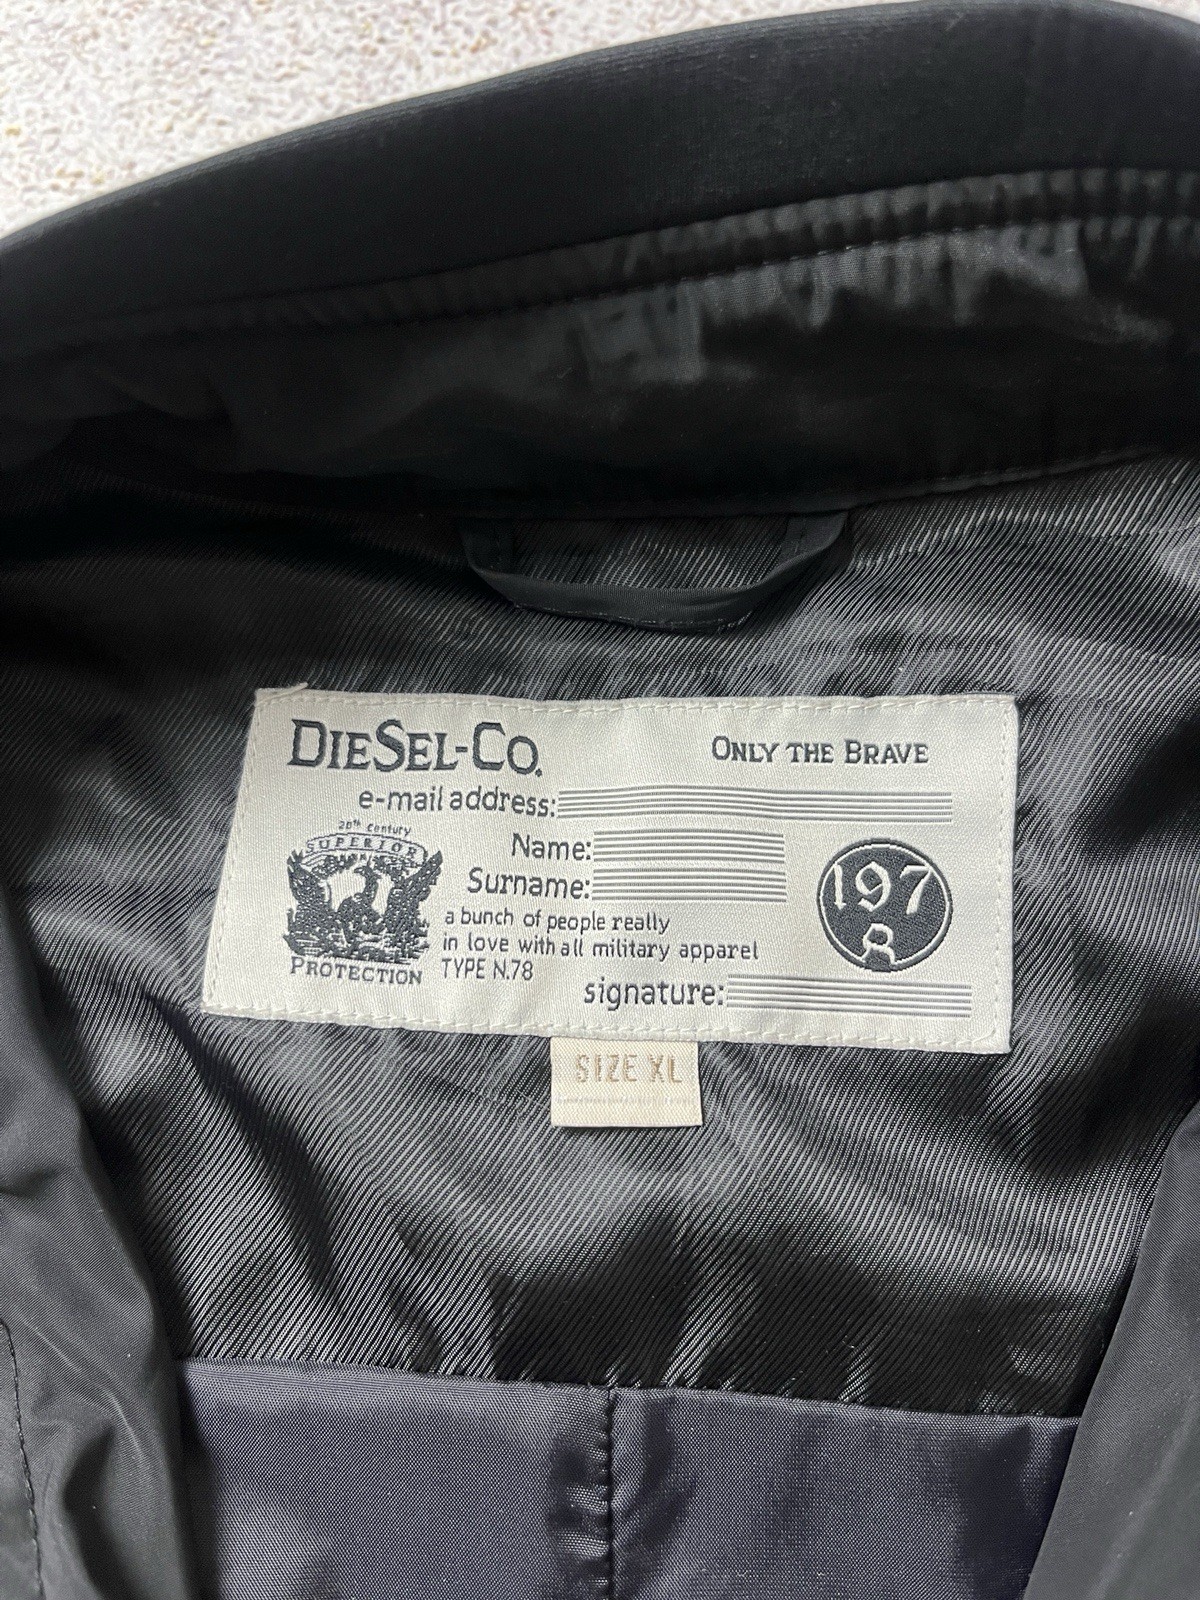 DIESEL-CO.
ONLY THE BRAVE
e-mail address:
20th Century
SUPERIOR
PROTECTION
Name:
Surname:
a bunch of people really
in love with all military apparel
TYPE N.78
197
8
signature:
SIZE XL